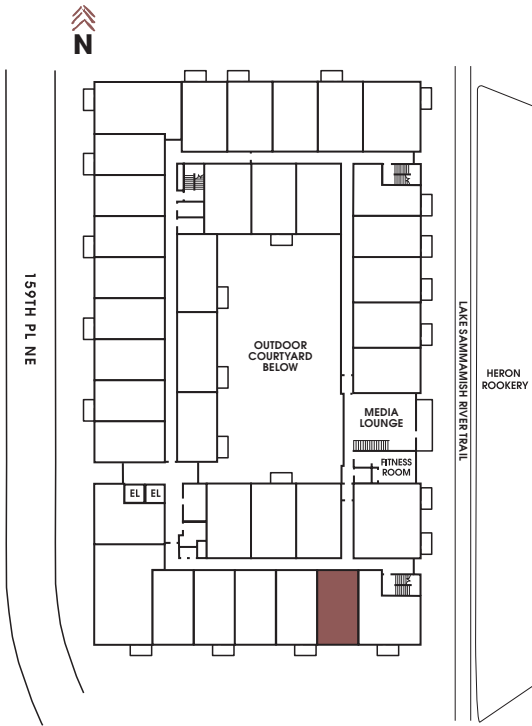 N
159TH PL NE
OUTDOOR
COURTYARD
BELOW
MEDIA
LOUNGE
FITNESS
ROOM
LAKE SAMMAMISH RIVER TRAIL
HERON
ROOKERY
EL EL